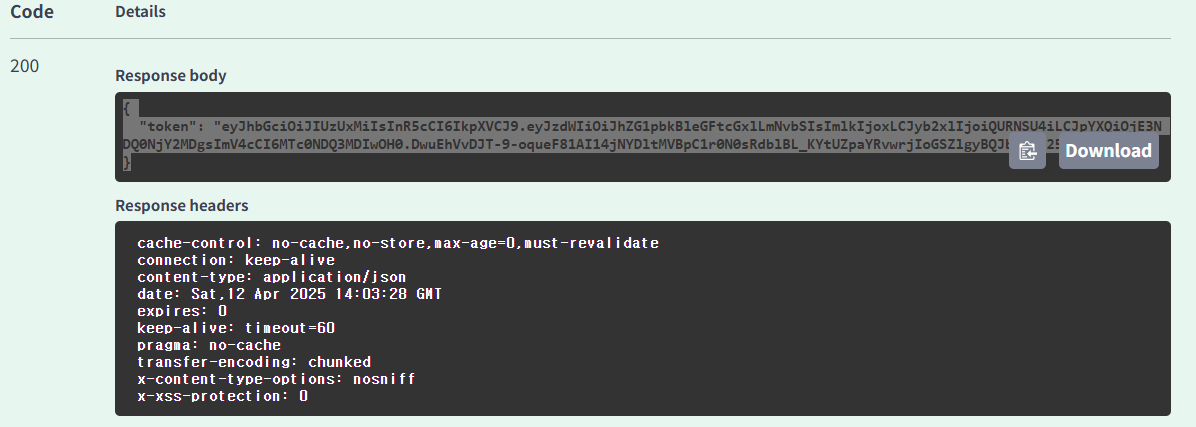 Code Details
200
Response body
{
"token": "eyJhbGciOiJIUzUxMiIsInR5cCI6IkpXVCJ9.eyJzdWIiOiJhZG1pbkBleGFtcGxlLmNvbSIsImlkIjoxLCJyb2xlIjoiQURNSU4iLCJpYXQiOjE3N
DQ0NjY2MDgsImV4cCI6MTc0NDQ3MDIwOH0.DwuEhVvDJT-9-oqueF81AI14jNYDltMVBpC1r0N0sRdblBL_KYtUZpaYRvwrjIoGSZlgyBQJ
Download
}
Response headers
cache-control: no-cache,no-store,max-age=0,must-revalidate
connection: keep-alive
content-type: application/json
date: Sat,12 Apr 2025 14:03:28 GMT
expires: 0
keep-alive: timeout=60
pragma: no-cache
transfer-encoding: chunked
x-content-type-options: nosniff
x-xss-protection: 0